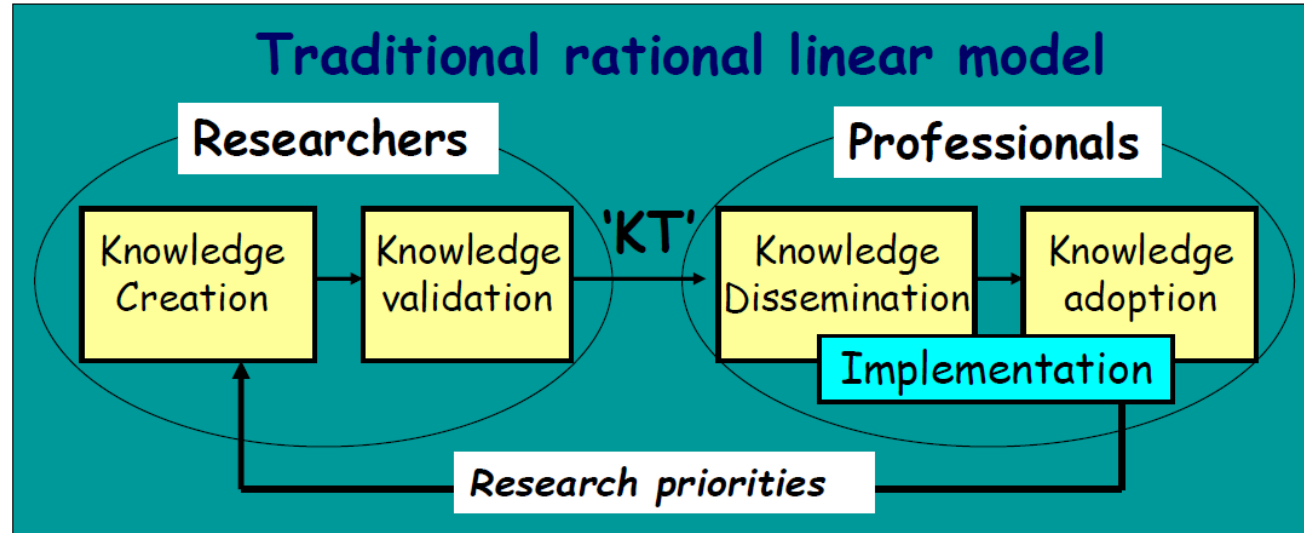 Traditional rational linear model
Researchers
Professionals
Knowledge
Creation
Knowledge
validation
‘KT’
Knowledge
Dissemination
Knowledge
adoption
Implementation
Research priorities